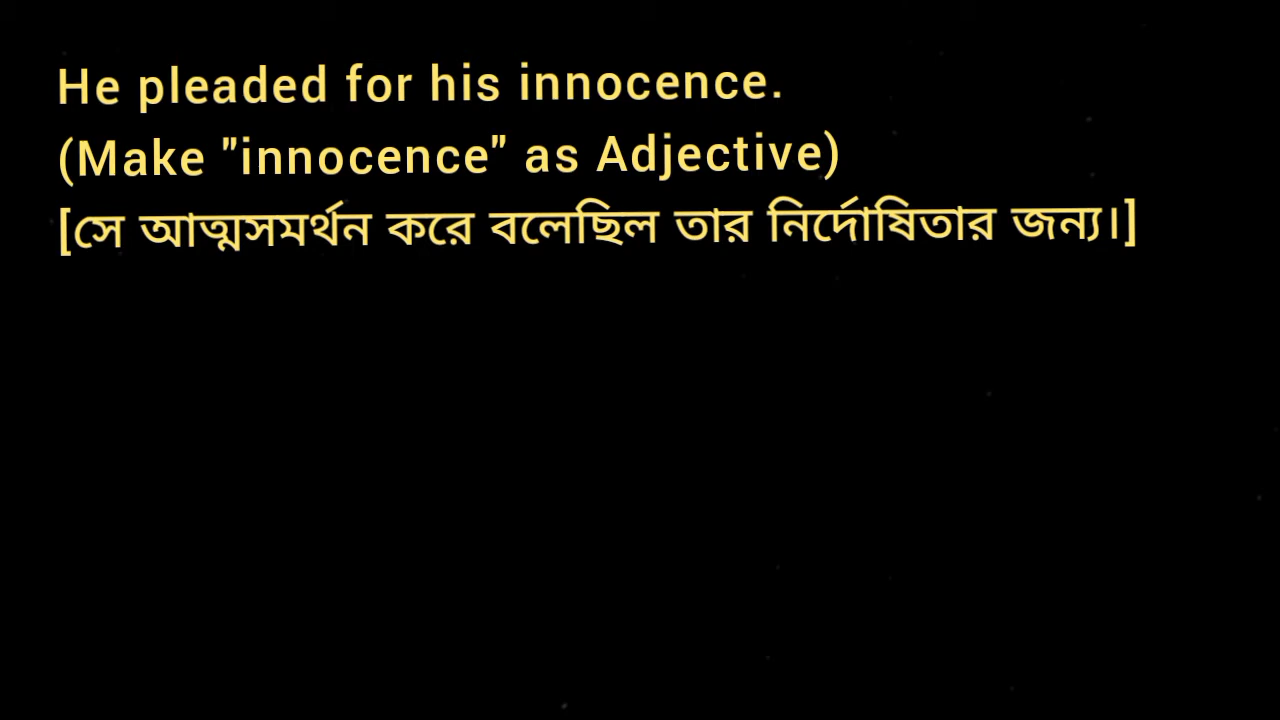 He pleaded for his innocence.
(Make "innocence" as Adjective)
[সে আত্মসমর্থন করে বলেছিল তার নির্দোষিতার জন্য।]